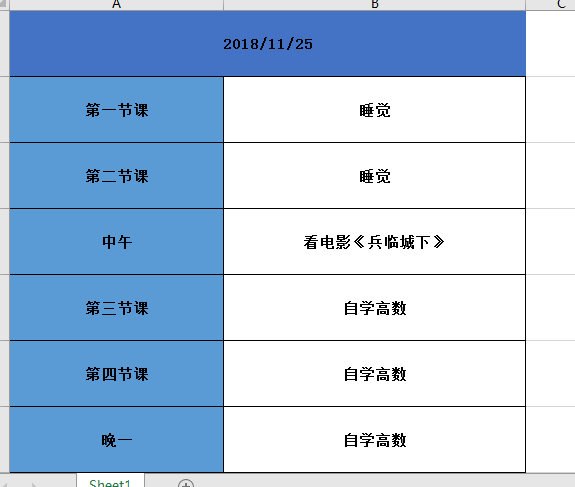 A B C
2018/11/25
第一节课 睡觉
第二节课 睡觉
中午 看电影《兵临城下》
第三节课 自学高数
第四节课 自学高数
晚一 自学高数
Sheet1